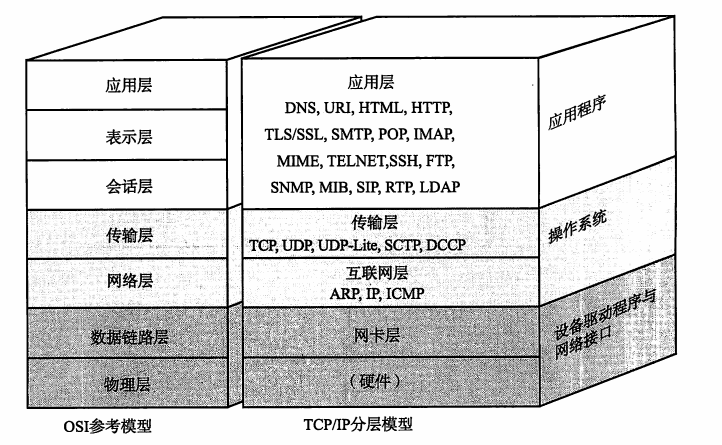 应用层
表示层
会话层
传输层
网络层
数据链路层
物理层
OSI参考模型
应用层
DNS, URI, HTML, HTTP,
TLS/SSL, SMTP, POP, IMAP,
MIME, TELNET,SSH, FTP,
SNMP, MIB, SIP, RTP, LDAP
传输层
TCP, UDP, UDP-Lite, SCTP, DCCP
互联网层
ARP, IP, ICMP
网卡层
（硬件）
TCP/IP分层模型
应用程序
操作系统
设备驱动程序与
网络接口